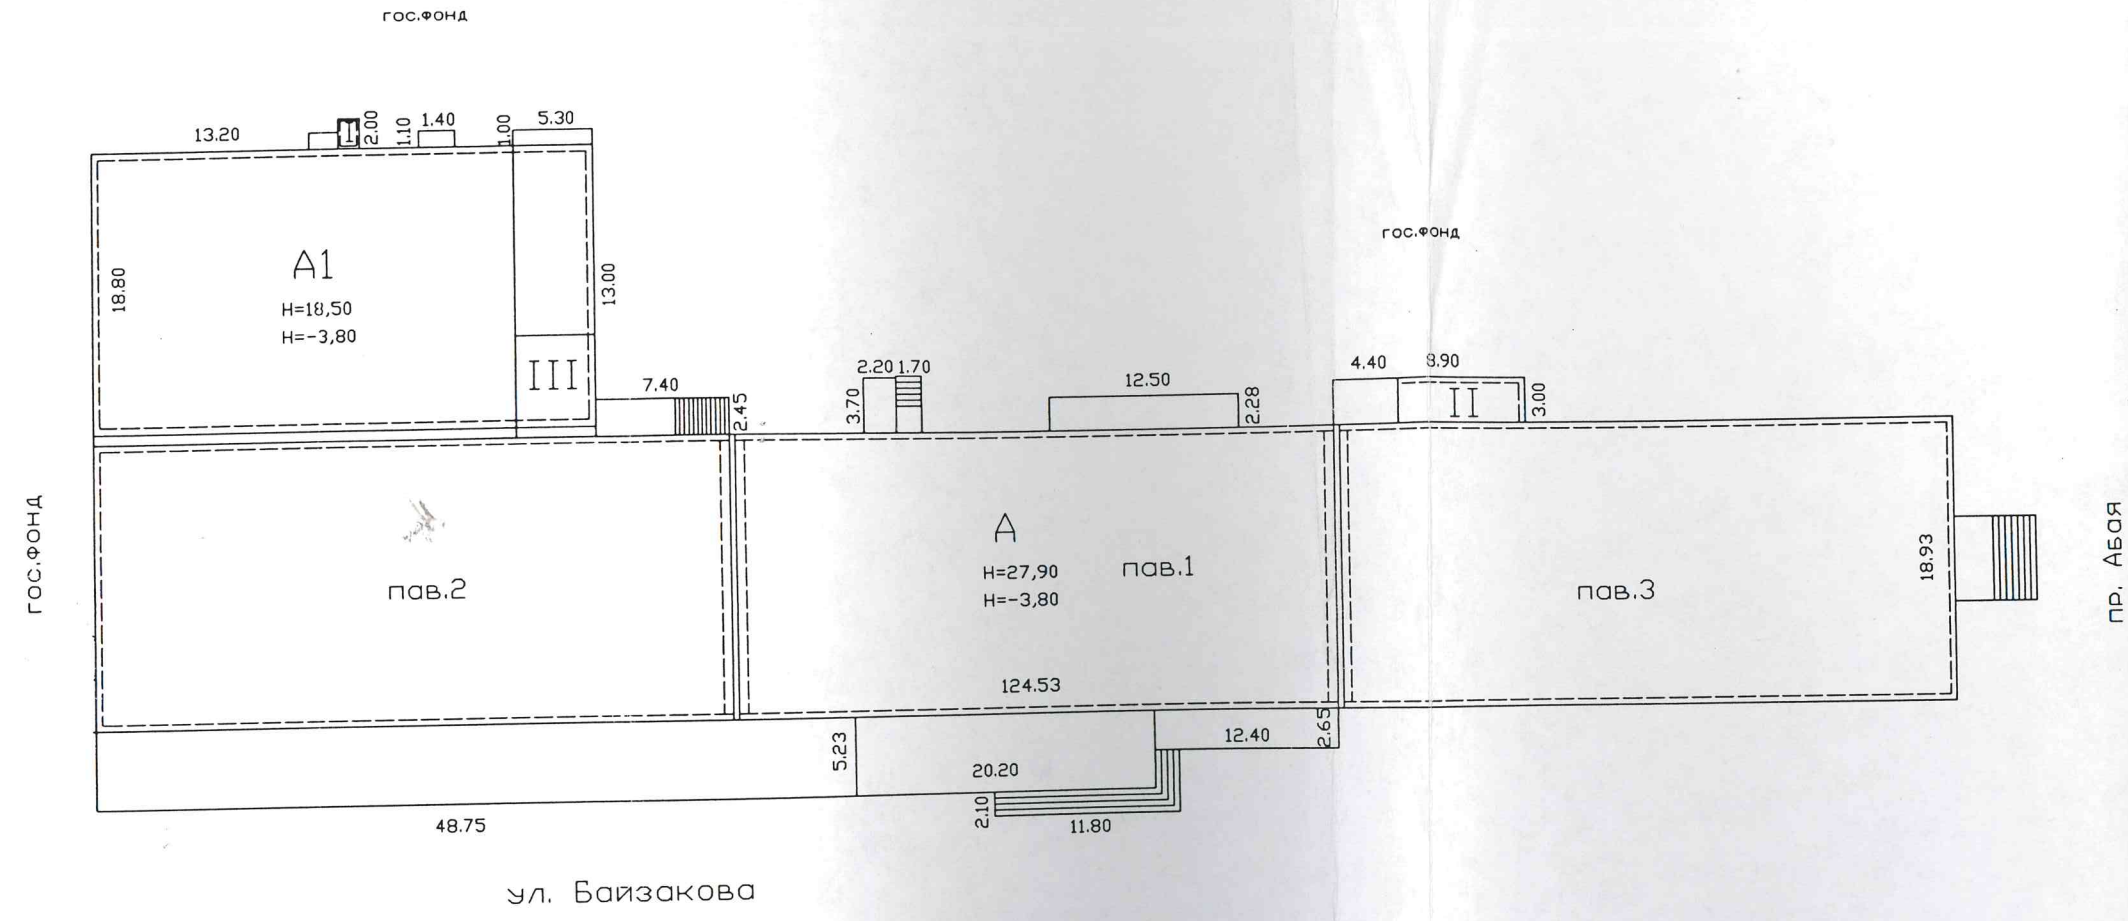 гос.фонд
13.20
I
2.00
1.10
1.40
1.00
5.30
18.80
А1
Н=18,50
Н=-3,80
13.00
III
7.40
2.45
гос.фонд
2.20
1.70
3.70
12.50
2.28
4.40
8.90
II
3.00
гос.фонд
пав.2
А
Н=27,90
Н=-3,80
пав.1
124.53
пав.3
18.93
пр. Абая
5.23
20.20
12.40
2.65
2.10
11.80
48.75
ул. Байзакова